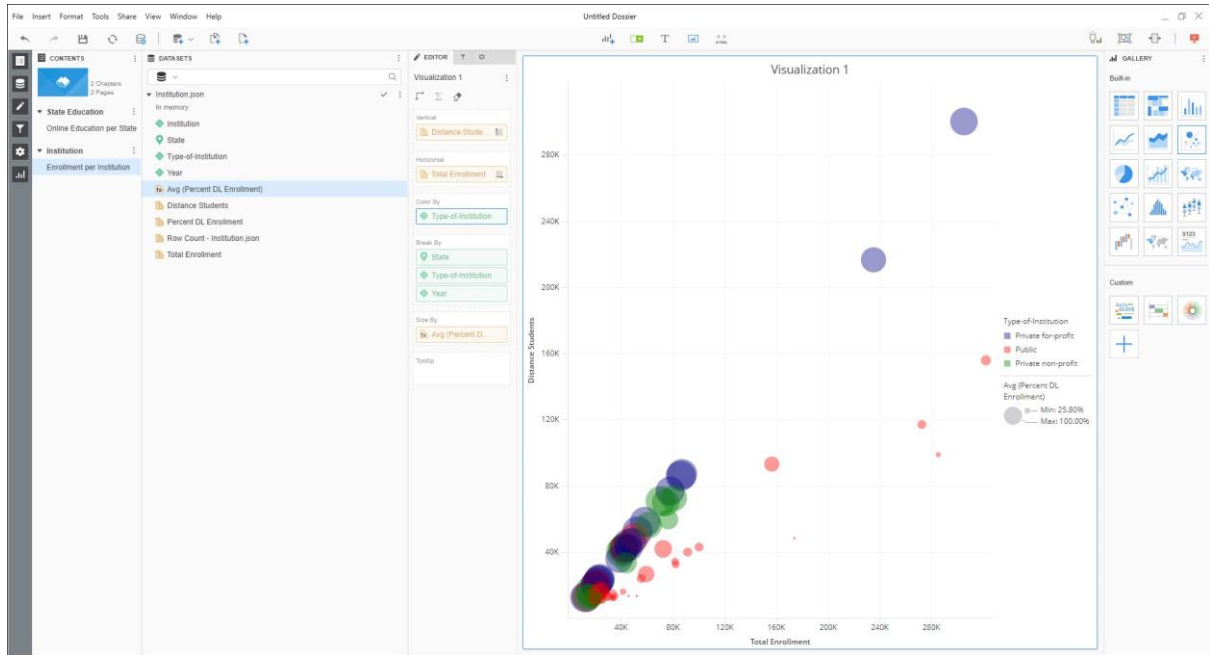 File Insert Format Tools Share View Window Help
Untitled Dossier
T
HTML
CONTENTS
2 Chapters
2 Pages
State Education
Online Education per State
Institution
Enrollment per Institution
DATASETS
Institution.json
In memory
Institution
State
Type-of-Institution
Year
Avg (Percent DL Enrollment)
Distance Students
Percent DL Enrollment
Row Count - Institution.json
Total Enrollment
EDITOR
Visualization 1
Vertical
Distance Stude...
Horizontal
Total Enrollment
Color By
Type-of-Institution
Break By
State
Type-of-Institution
Year
Size By
Avg (Percent D...
Tooltip
Visualization 1
Distance Students
280K
240K
200K
160K
120K
80K
40K
40K 80K 120K 160K 200K 240K 280K
Total Enrollment
Type-of-Institution
Private for-profit
Public
Private non-profit
Avg (Percent DL
Enrollment)
Min: 25.80%
Max: 100.00%
GALLERY
Built-in
$123
Custom